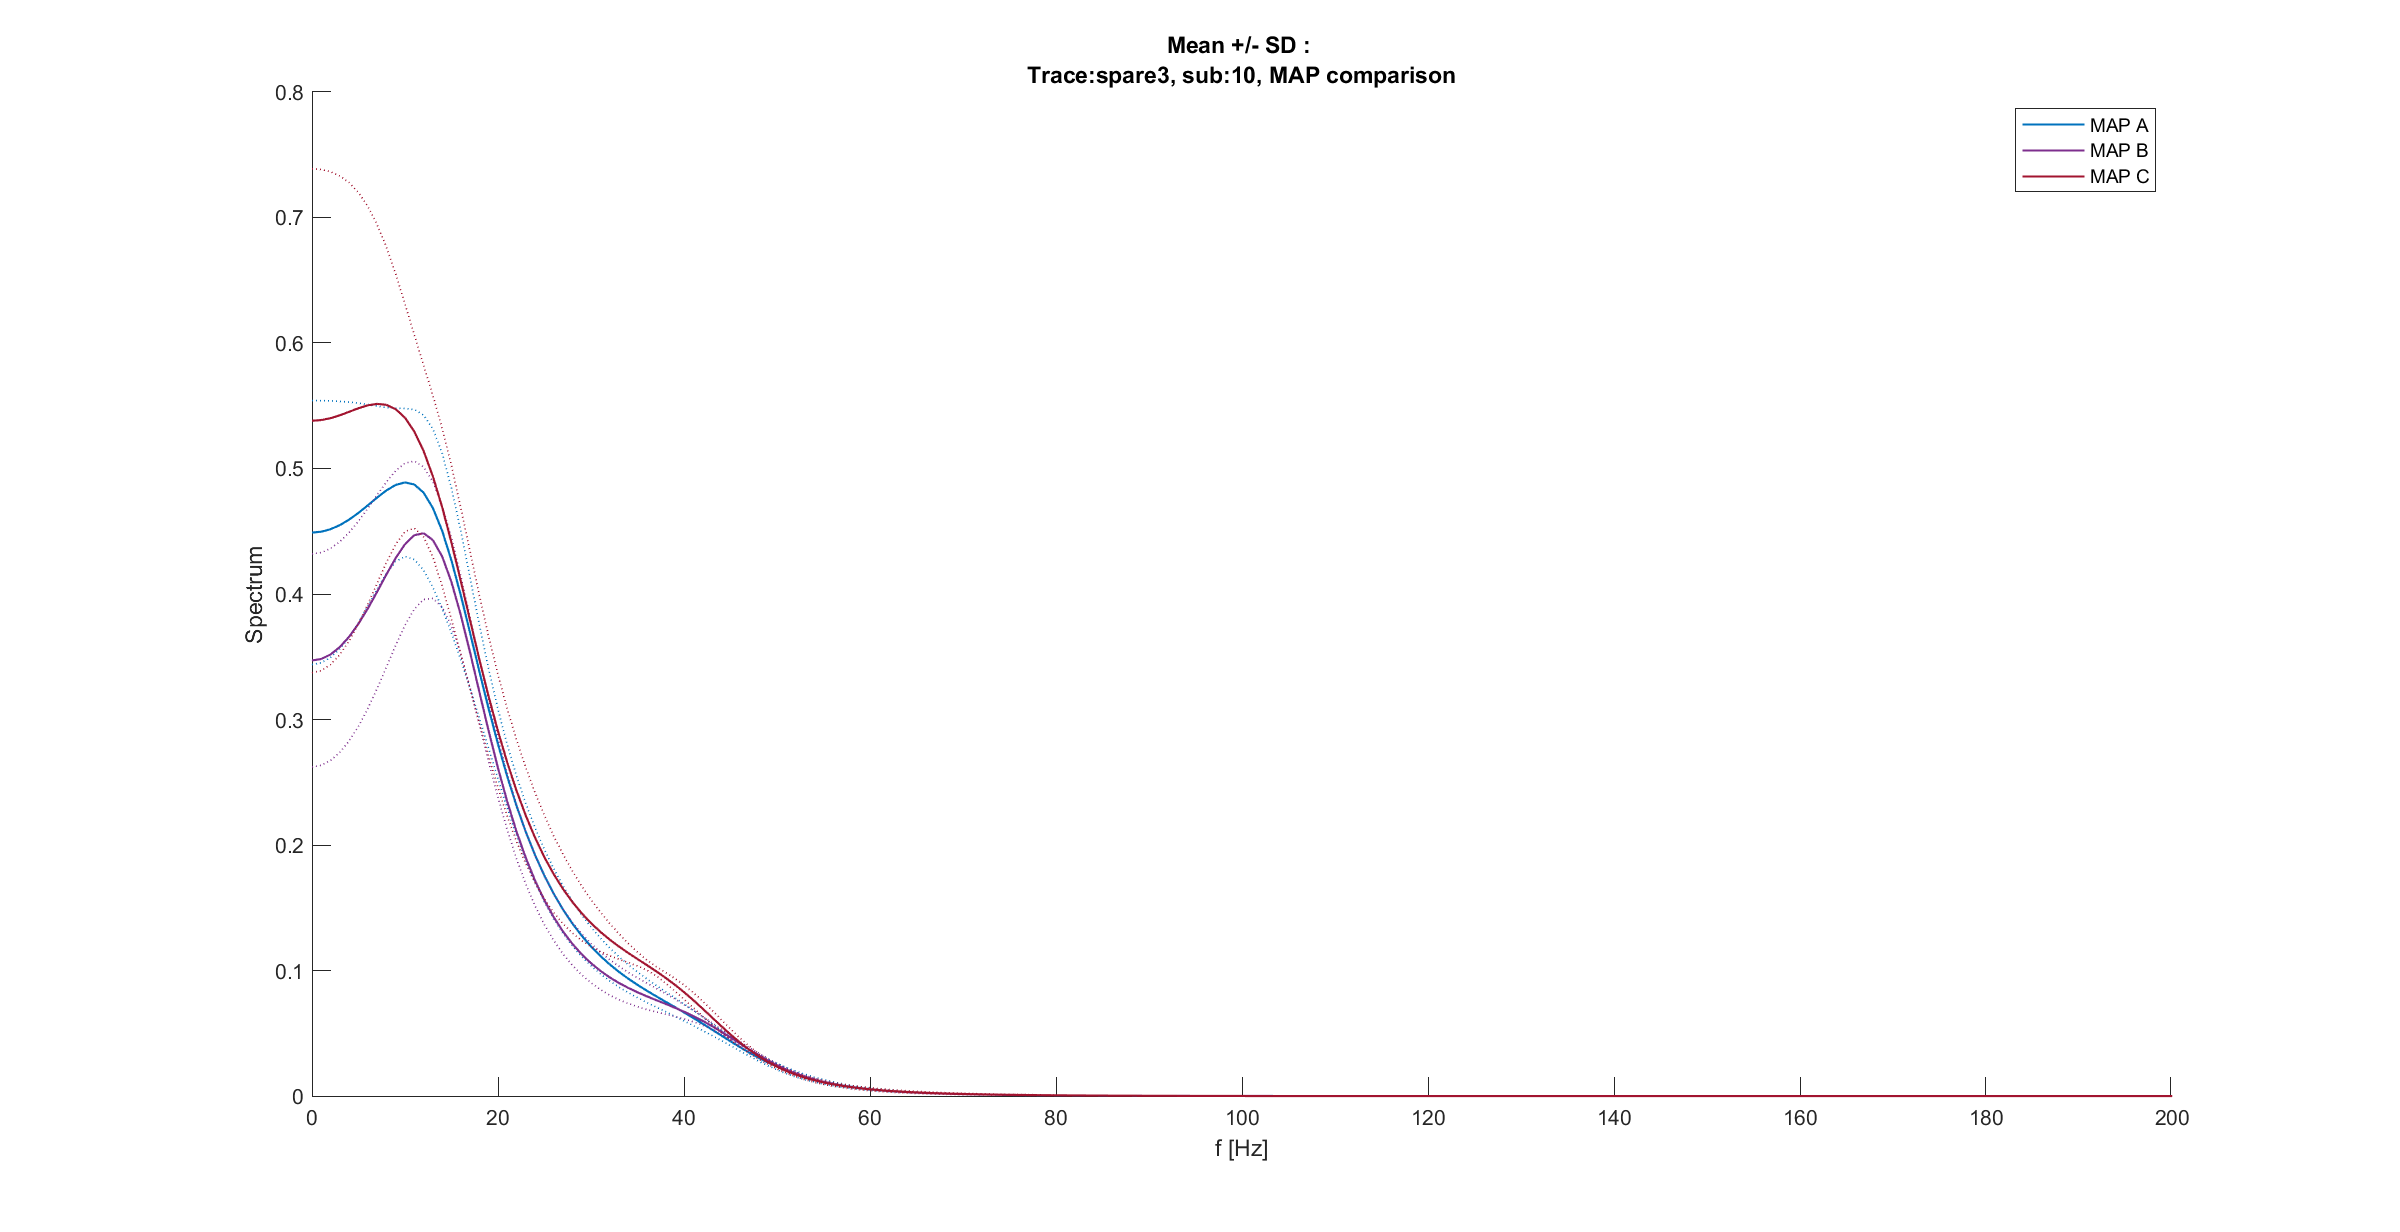 Mean +/- SD :
Trace:spare3, sub:10, MAP comparison
MAP A
MAP B
MAP C
0.8
0.7
0.6
0.5
0.4
0.3
0.2
0.1
0
Spectrum
0 20 40 60 80 100 120 140 160 180 200
f [Hz]